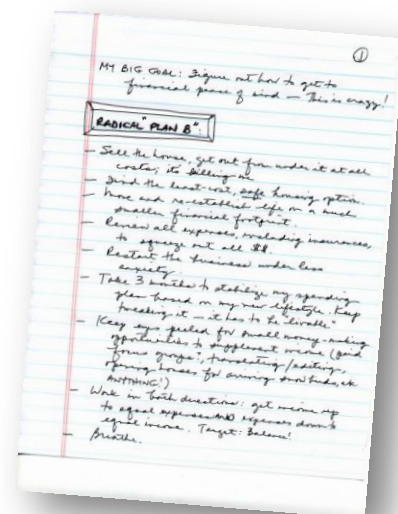 ①
MY BIG GOAL: Figure out how to get to
financial peace of mind — This is crazy!
RADICAL "PLAN B":
— Sell the house, get out from under it at all
costs; its killing me
— Find the least-cost, safe housing option.
— Move and re-establish life on a much
smaller financial footprint.
— Review all expenses, including insurances,
to squeeze out all $$.
— Restart the business under less
anxiety.
— Take 3 months to stabilize my spending
plan based on my new lifestyle. Keep
tweaking it — it has to be "livable"
— Keep eyes peeled for small money-making
opportunities to supplement income (paid
focus groups?, translating/editing,
opening houses for arriving snowbirds, etc
ANYTHING!)
— Work in both directions: get income up
to equal expenses AND expenses down to
equal income. Target: Balance!
— Breathe.